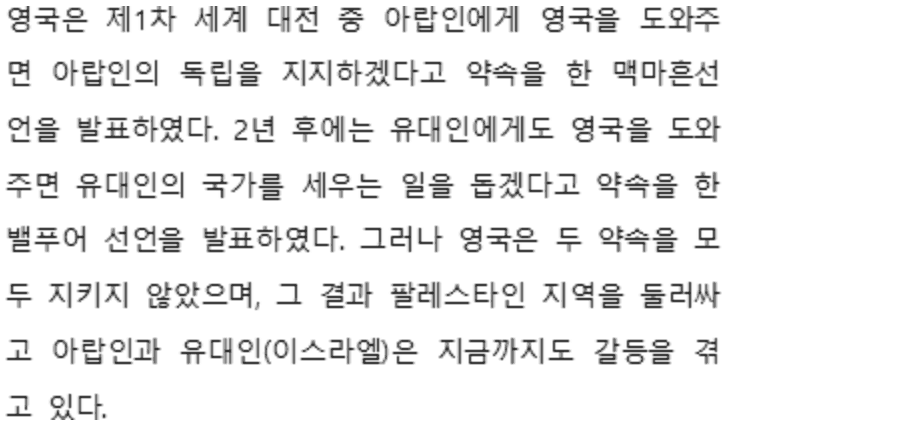 영국은 제1차 세계 대전 중 아랍인에게 영국을 도와주
면 아랍인의 독립을 지지하겠다고 약속을 한 맥마흔선
언을 발표하였다. 2년 후에는 유대인에게도 영국을 도와
주면 유대인의 국가를 세우는 일을 돕겠다고 약속을 한
밸푸어 선언을 발표하였다. 그러나 영국은 두 약속을 모
두 지키지 않았으며, 그 결과 팔레스타인 지역을 둘러싸
고 아랍인과 유대인(이스라엘)은 지금까지도 갈등을 겪
고 있다.